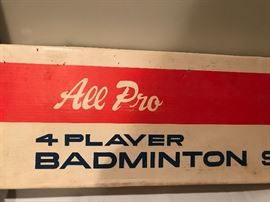 All Pro
4 PLAYER
BADMINTON S